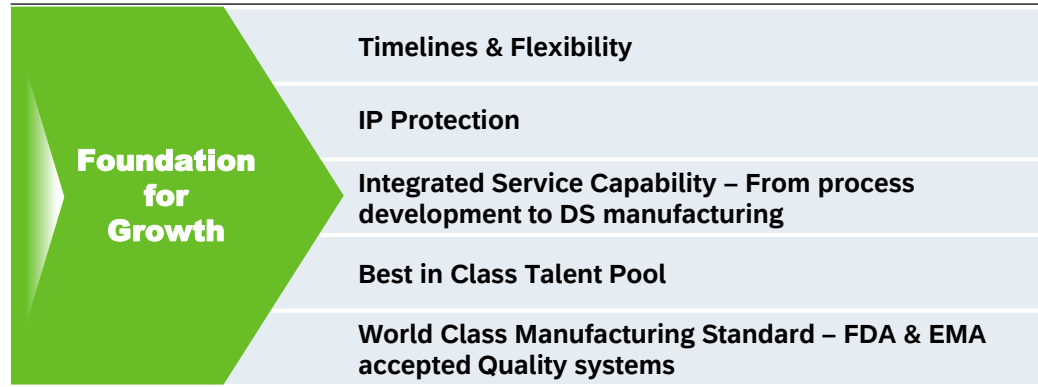 Foundation
for
Growth
Timelines & Flexibility
IP Protection
Integrated Service Capability – From process
development to DS manufacturing
Best in Class Talent Pool
World Class Manufacturing Standard – FDA & EMA
accepted Quality systems